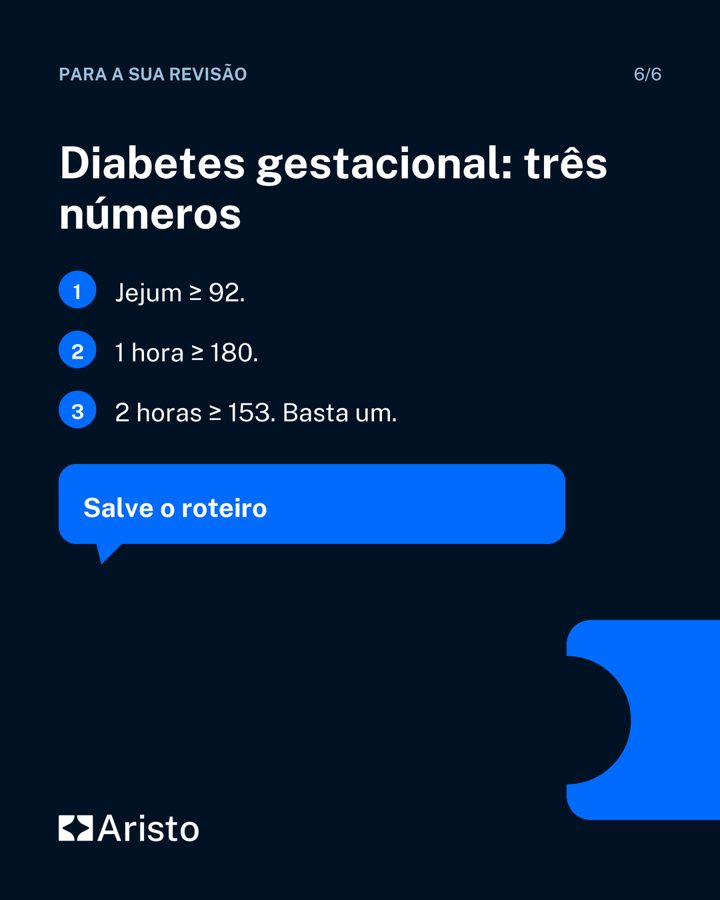 PARA A SUA REVISÃO
6/6
Diabetes gestacional: três
números
1 Jejum ≥ 92.
2 1 hora ≥ 180.
3 2 horas ≥ 153. Basta um.
Salve o roteiro
Aristo